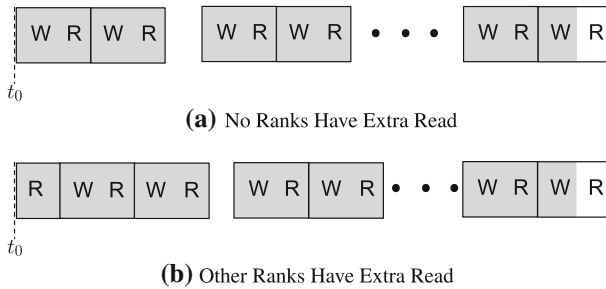 W R W R W R W R • • • W R W R
t₀
(a) No Ranks Have Extra Read
R W R W R W R W R • • • W R W R
t₀
(b) Other Ranks Have Extra Read